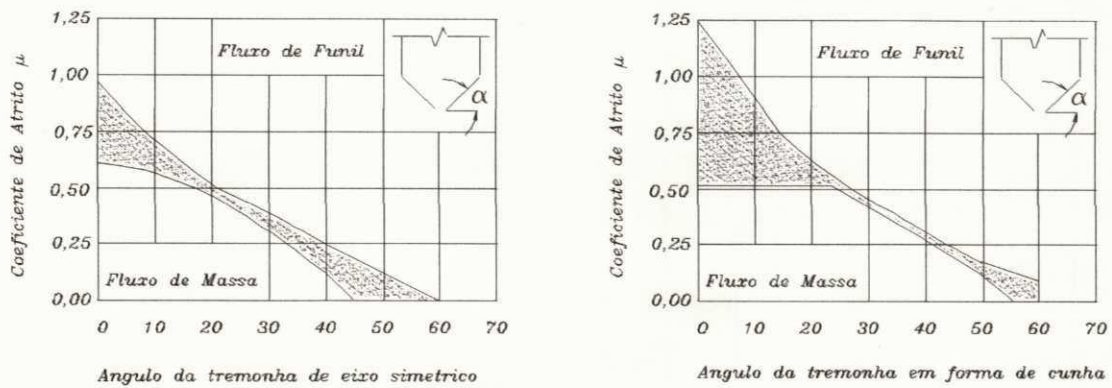 Coeficiente de Atrito μ
1,25
1,00
0,75
0,50
0,25
0,00
Fluxo de Funil
α
Fluxo de Massa
0 10 20 30 40 50 60 70
Angulo da tremonha de eixo simetrico
Coeficiente de Atrito μ
1,25
1,00
0,75
0,50
0,25
0,00
Fluxo de Funil
α
Fluxo de Massa
0 10 20 30 40 50 60 70
Angulo da tremonha em forma de cunha